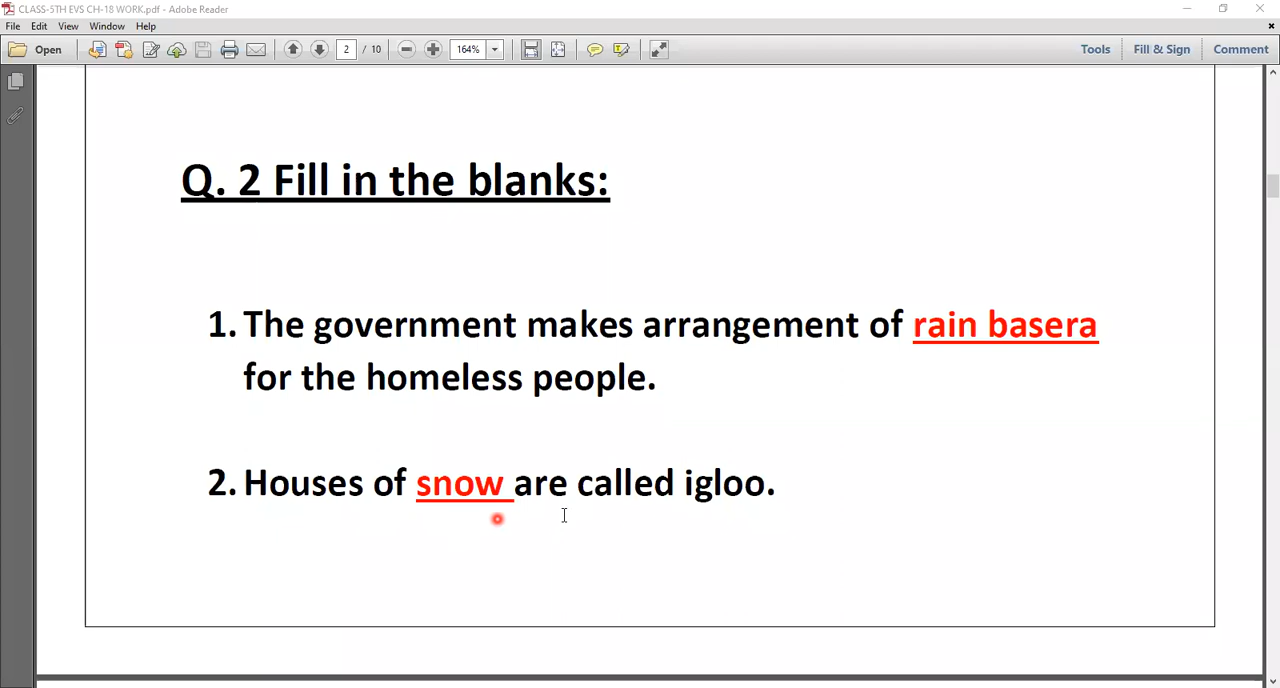 CLASS-5TH EVS CH-18 WORK.pdf - Adobe Reader
File Edit View Window Help
Open 2 / 10 164% Tools Fill & Sign Comment
Q. 2 Fill in the blanks:
1. The government makes arrangement of rain basera
for the homeless people.
2. Houses of snow are called igloo.